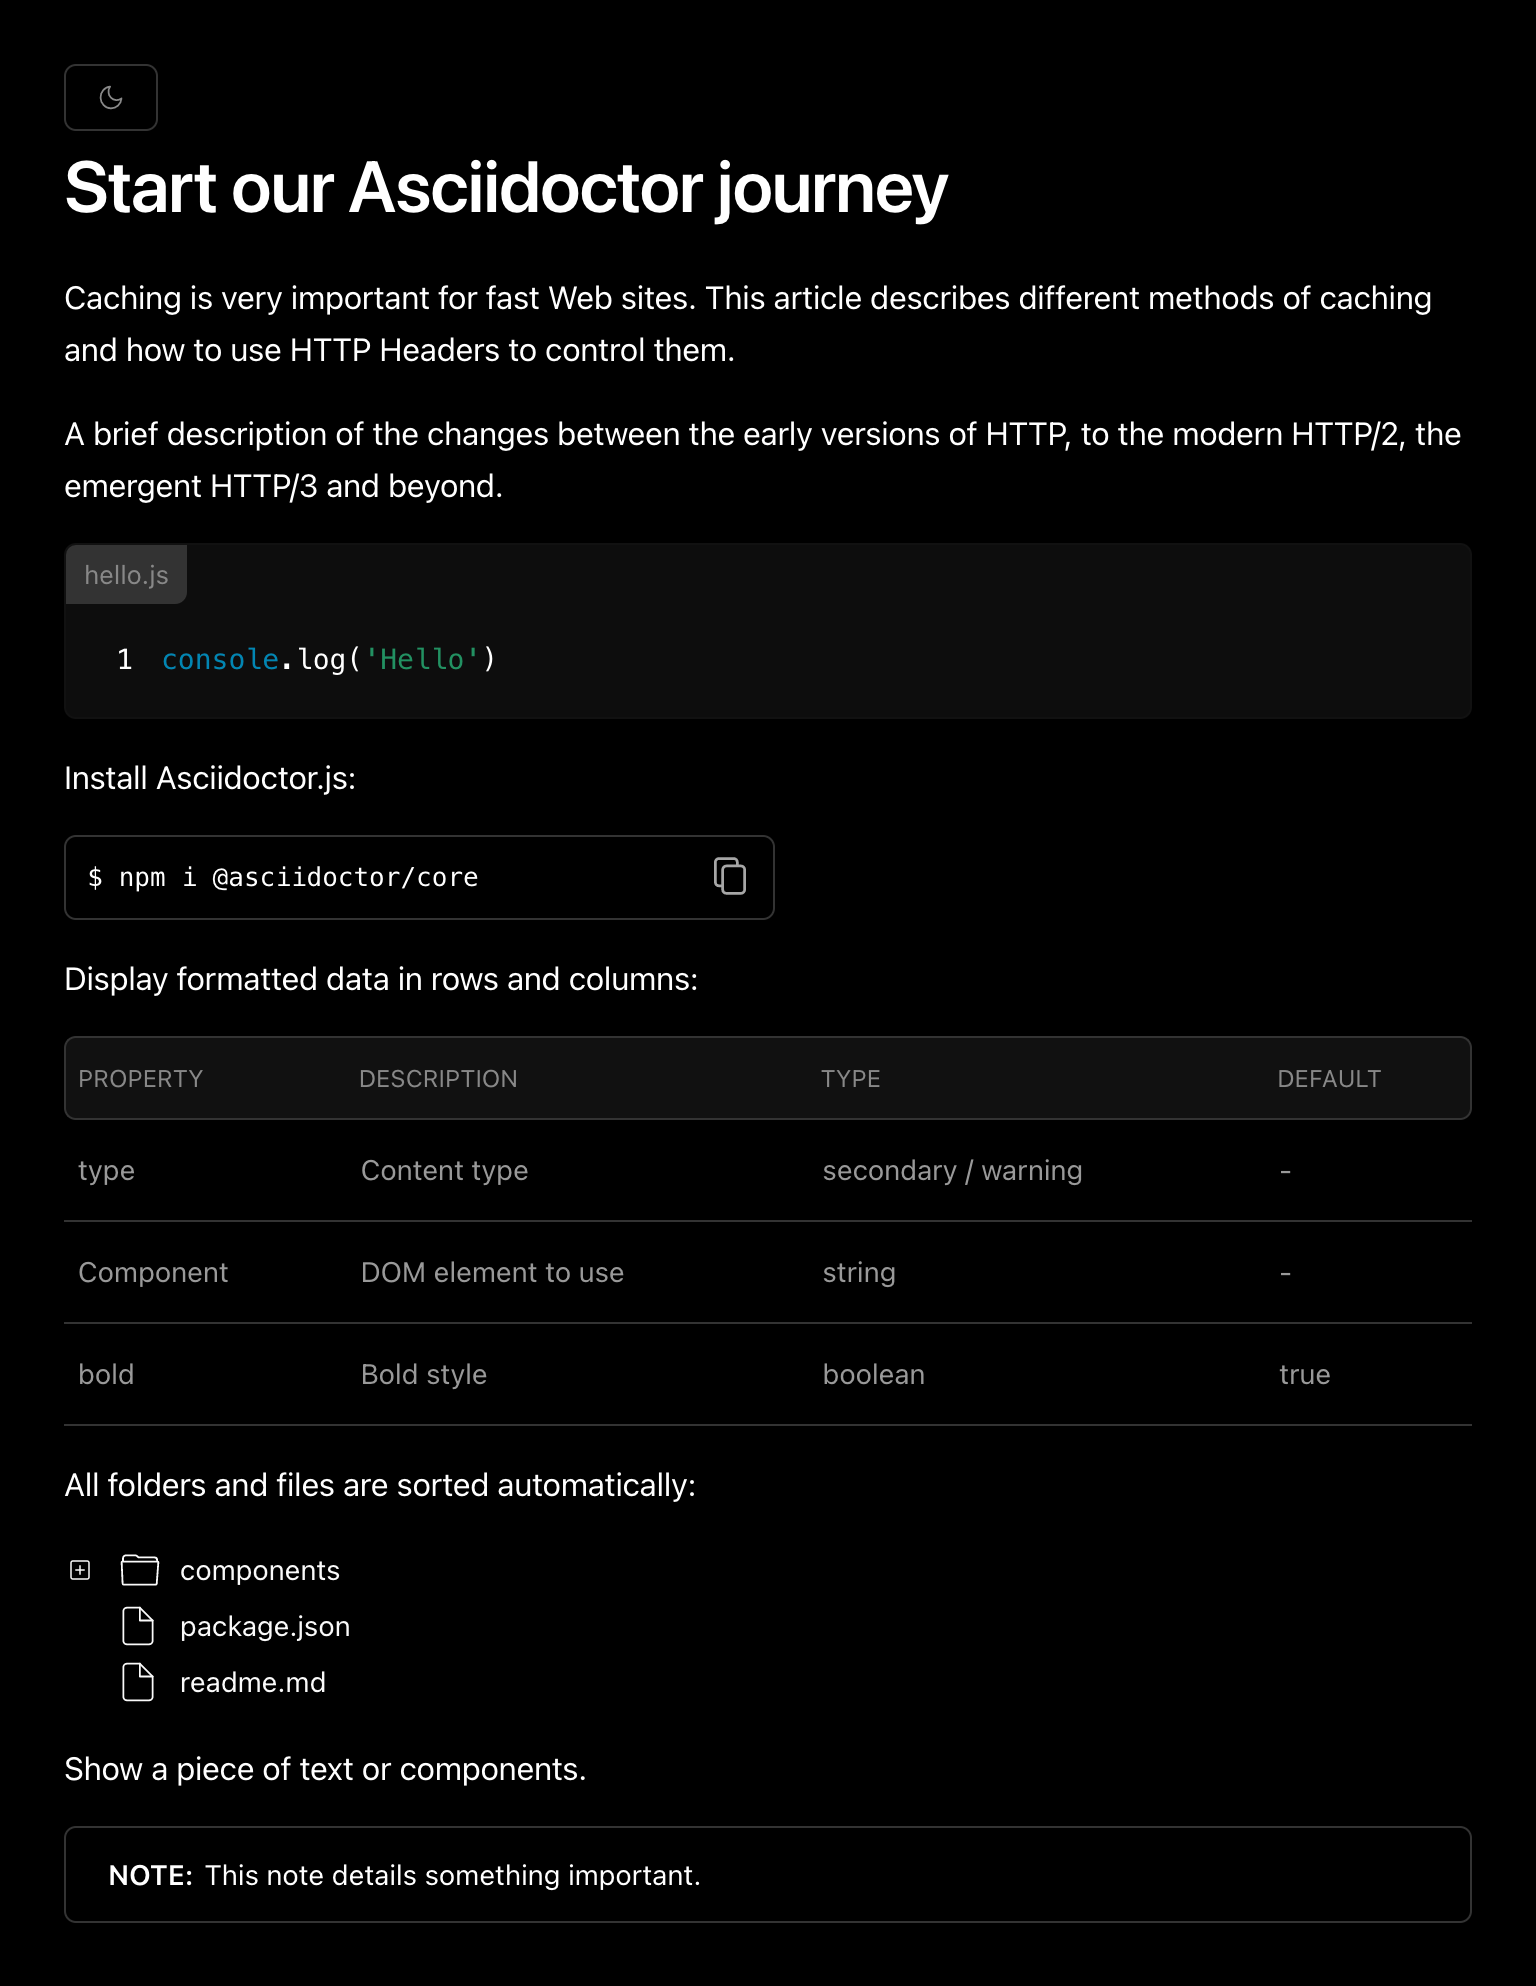 Start our Asciidoctor journey
Caching is very important for fast Web sites. This article describes different methods of caching
and how to use HTTP Headers to control them.
A brief description of the changes between the early versions of HTTP, to the modern HTTP/2, the
emergent HTTP/3 and beyond.
hello.js
1 console.log('Hello')
Install Asciidoctor.js:
$ npm i @asciidoctor/core
Display formatted data in rows and columns:
PROPERTY DESCRIPTION TYPE DEFAULT
type Content type secondary / warning -
Component DOM element to use string -
bold Bold style boolean true
All folders and files are sorted automatically:
components
package.json
readme.md
Show a piece of text or components.
NOTE: This note details something important.